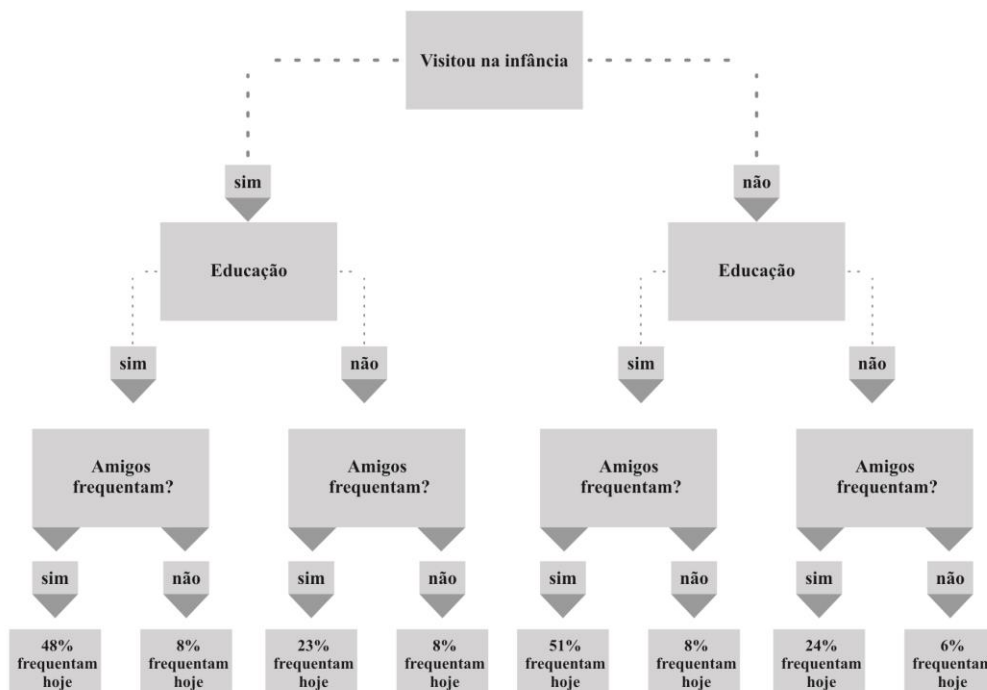 Visitou na infância
sim
não
Educação
Educação
sim
não
sim
não
Amigos
frequentam?
Amigos
frequentam?
Amigos
frequentam?
Amigos
frequentam?
sim
não
sim
não
sim
não
sim
não
48%
frequentam
hoje
8%
frequentam
hoje
23%
frequentam
hoje
8%
frequentam
hoje
51%
frequentam
hoje
8%
frequentam
hoje
24%
frequentam
hoje
6%
frequentam
hoje